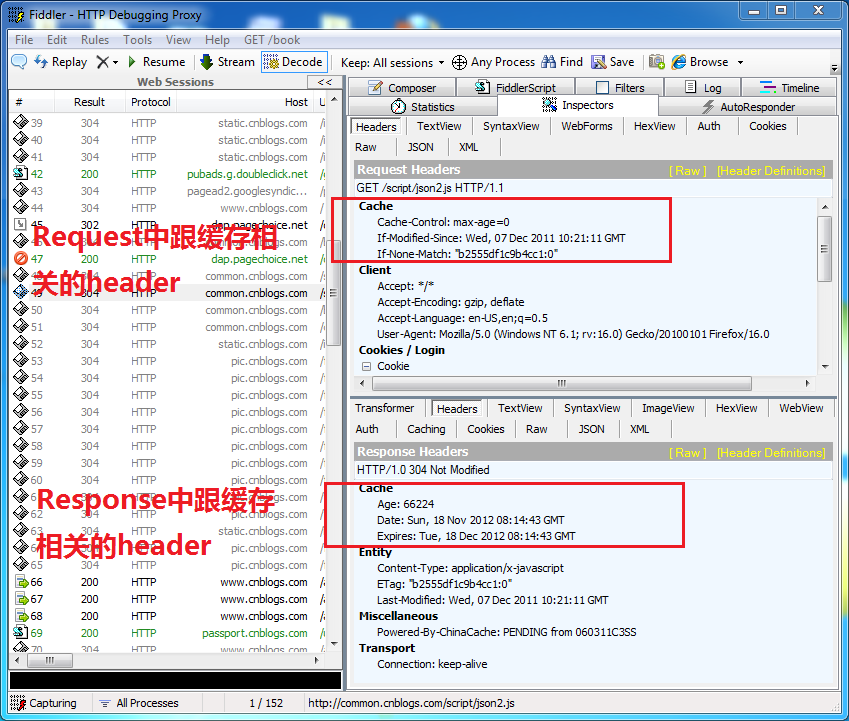 Fiddler - HTTP Debugging Proxy
File Edit Rules Tools View Help GET /book
Replay Resume Stream Decode Keep: All sessions Any Process Find Save Browse
Web Sessions <<
# Result Protocol Host U
39 304 HTTP static.cnblogs.com
40 304 HTTP static.cnblogs.com
41 304 HTTP static.cnblogs.com
42 200 HTTP pubads.g.doubleclick.net
43 304 HTTP pagead2.googlesyndic...
44 304 HTTP www.cnblogs.com
45 302 HTTP dap.pagechoice.net
304 HTTP common.cnblogs.com
47 200 HTTP dap.pagechoice.net
304 HTTP common.cnblogs.com
49 304 HTTP common.cnblogs.com
50 304 HTTP common.cnblogs.com
51 304 HTTP common.cnblogs.com
52 304 HTTP static.cnblogs.com
53 304 HTTP pic.cnblogs.com
54 304 HTTP pic.cnblogs.com
55 304 HTTP pic.cnblogs.com
56 304 HTTP pic.cnblogs.com
57 304 HTTP pic.cnblogs.com
58 304 HTTP pic.cnblogs.com
59 304 HTTP pic.cnblogs.com
60 304 HTTP pic.cnblogs.com
62 304 HTTP pic.cnblogs.com
63 304 HTTP static.cnblogs.com
304 HTTP pic.cnblogs.com
65 304 HTTP pic.cnblogs.com
66 200 HTTP www.cnblogs.com
67 200 HTTP www.cnblogs.com
68 200 HTTP www.cnblogs.com
69 200 HTTP passport.cnblogs.com
70 304 HTTP www.cnblogs.com
Request中跟缓存相
关的header
Response中跟缓存
相关的header
Composer FiddlerScript Filters Log Timeline
Statistics Inspectors AutoResponder
Headers TextView SyntaxView WebForms HexView Auth Cookies
Raw JSON XML
Request Headers [ Raw ] [Header Definitions]
GET /script/json2.js HTTP/1.1
Cache
Cache-Control: max-age=0
If-Modified-Since: Wed, 07 Dec 2011 10:21:11 GMT
If-None-Match: "b2555df1c9b4cc1:0"
Client
Accept: */*
Accept-Encoding: gzip, deflate
Accept-Language: en-US,en;q=0.5
User-Agent: Mozilla/5.0 (Windows NT 6.1; rv:16.0) Gecko/20100101 Firefox/16.0
Cookies / Login
Cookie
Transformer Headers TextView SyntaxView ImageView HexView WebView
Auth Caching Cookies Raw JSON XML
Response Headers [ Raw ] [Header Definitions]
HTTP/1.0 304 Not Modified
Cache
Age: 66224
Date: Sun, 18 Nov 2012 08:14:43 GMT
Expires: Tue, 18 Dec 2012 08:14:43 GMT
Entity
Content-Type: application/x-javascript
ETag: "b2555df1c9b4cc1:0"
Last-Modified: Wed, 07 Dec 2011 10:21:11 GMT
Miscellaneous
Powered-By-ChinaCache: PENDING from 060311C3SS
Transport
Connection: keep-alive
Capturing All Processes 1 / 152 http://common.cnblogs.com/script/json2.js